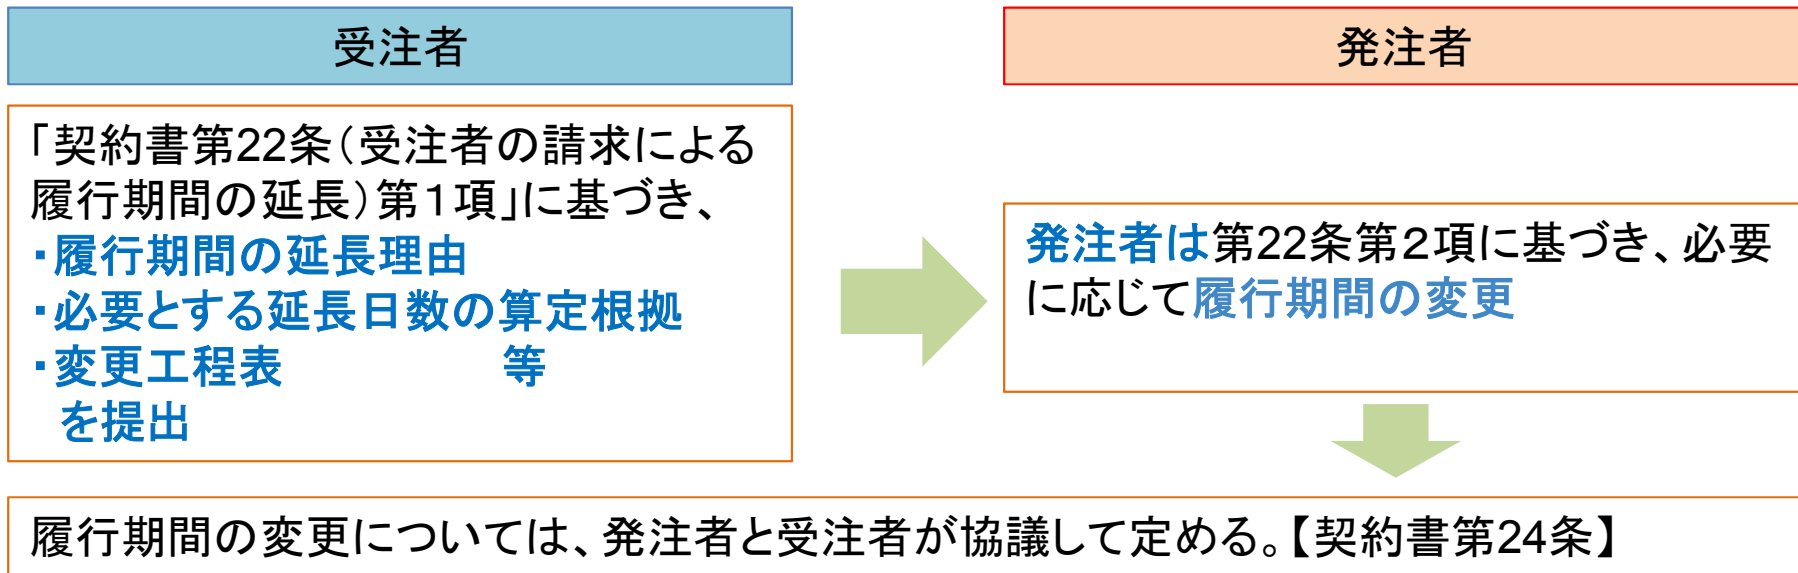 受注者
発注者
「契約書第22条(受注者の請求による
履行期間の延長)第1項」に基づき、
・履行期間の延長理由
・必要とする延長日数の算定根拠
・変更工程表　　　　　等
を提出
発注者は第22条第2項に基づき、必要
に応じて履行期間の変更
履行期間の変更については、発注者と受注者が協議して定める。【契約書第24条】